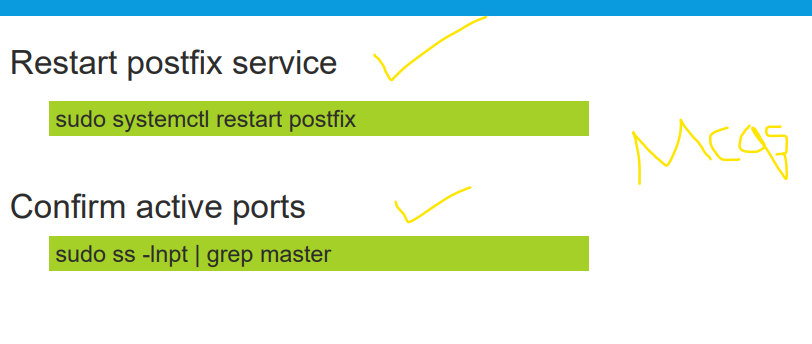 Restart postfix service
sudo systemctl restart postfix
Mcqs
Confirm active ports
sudo ss -lnpt | grep master